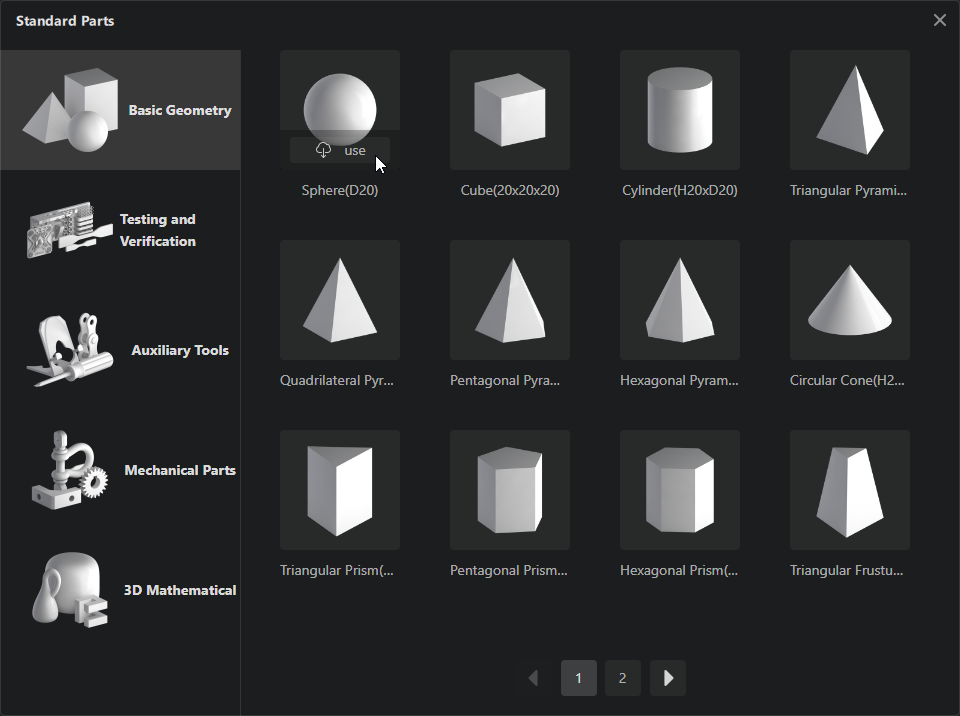 Standard Parts
Basic Geometry
Testing and
Verification
Auxiliary Tools
Mechanical Parts
3D Mathematical
use
Sphere(D20)
Cube(20x20x20)
Cylinder(H20xD20)
Triangular Pyrami...
Quadrilateral Pyr...
Pentagonal Pyra...
Hexagonal Pyram...
Circular Cone(H2...
Triangular Prism(...
Pentagonal Prism...
Hexagonal Prism(...
Triangular Frustu...
1
2